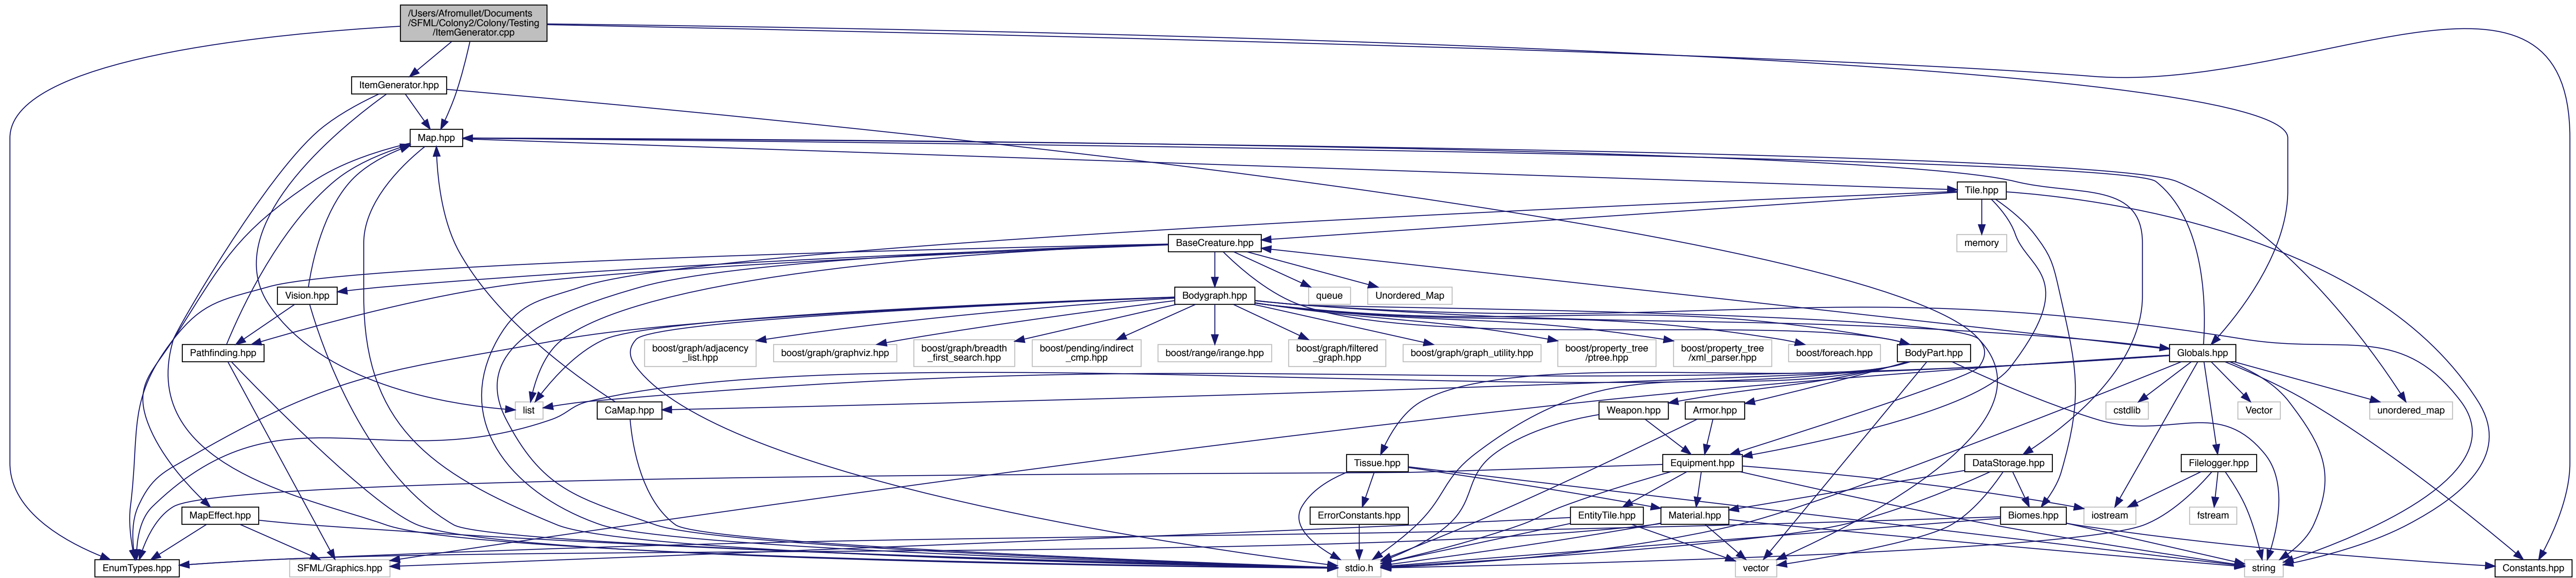 /Users/Afromullet/Documents
/SFML/Colony2/Colony/Testing
/ItemGenerator.cpp
ItemGenerator.hpp
Map.hpp
Tile.hpp
BaseCreature.hpp
memory
Vision.hpp
Bodygraph.hpp
queue
Unordered_Map
Pathfinding.hpp
boost/graph/adjacency
_list.hpp
boost/graph/graphviz.hpp
boost/graph/breadth
_first_search.hpp
boost/pending/indirect
_cmp.hpp
boost/range/irange.hpp
boost/graph/filtered
_graph.hpp
boost/graph/graph_utility.hpp
boost/property_tree
/ptree.hpp
boost/property_tree
/xml_parser.hpp
boost/foreach.hpp
BodyPart.hpp
Globals.hpp
list
CaMap.hpp
Weapon.hpp
Armor.hpp
cstdlib
Vector
unordered_map
Tissue.hpp
Equipment.hpp
DataStorage.hpp
Filelogger.hpp
MapEffect.hpp
ErrorConstants.hpp
EntityTile.hpp
Material.hpp
Biomes.hpp
iostream
fstream
EnumTypes.hpp
SFML/Graphics.hpp
stdio.h
vector
string
Constants.hpp